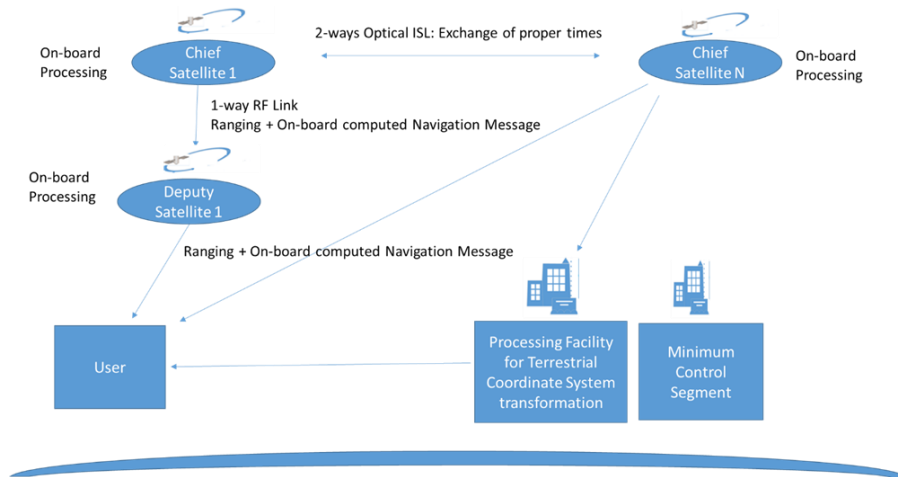 2-ways Optical ISL: Exchange of proper times
On-board
Processing
Chief
Satellite 1
Chief
Satellite N
On-board
Processing
1-way RF Link
Ranging + On-board computed Navigation Message
On-board
Processing
Deputy
Satellite 1
Ranging + On-board computed Navigation Message
User
Processing Facility
for Terrestrial
Coordinate System
transformation
Minimum
Control
Segment